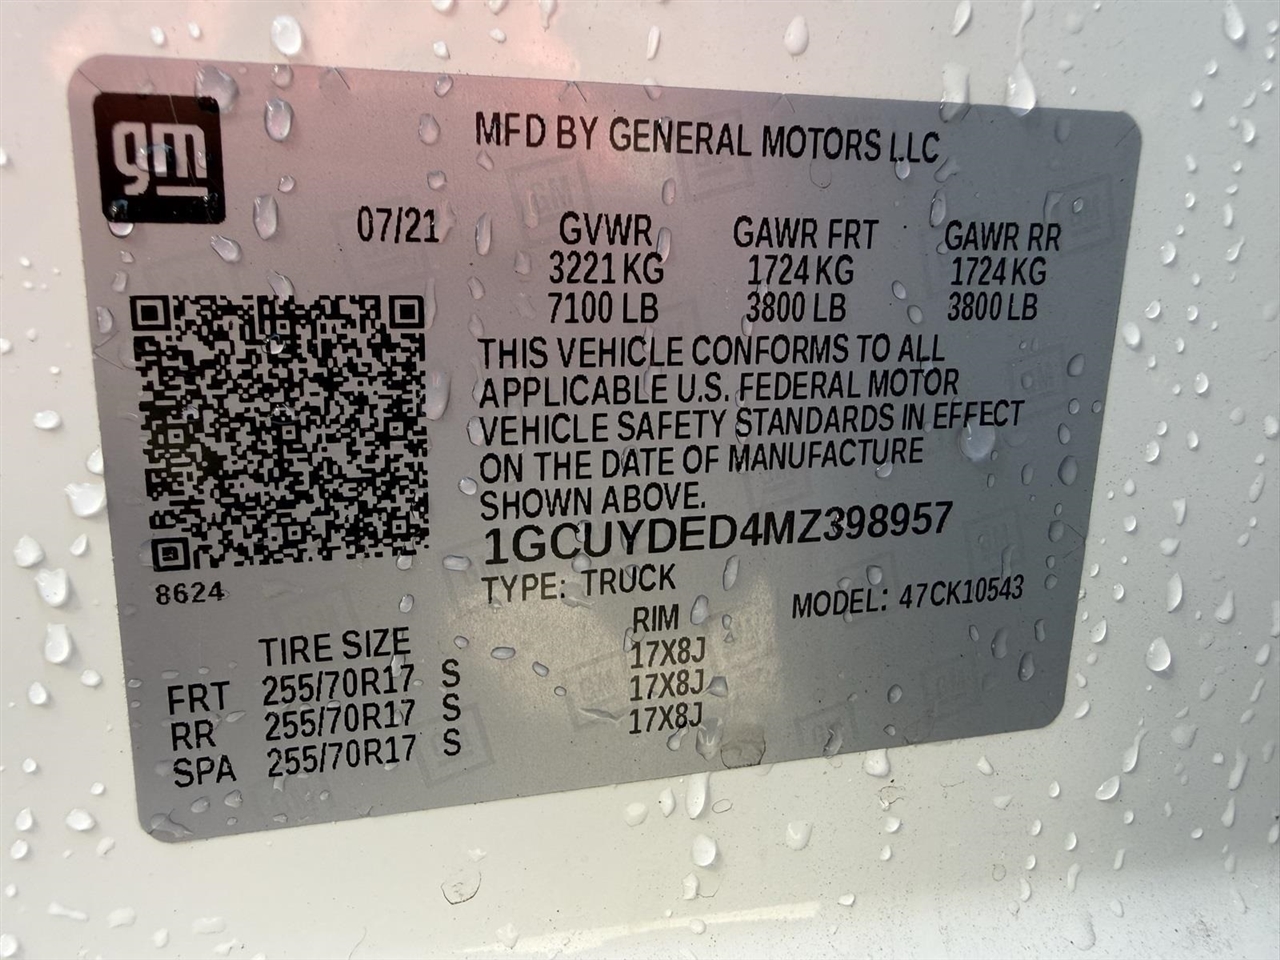 gm
MFD BY GENERAL MOTORS LLC
07/21
GVWR GAWR FRT GAWR RR
3221 KG 1724 KG 1724 KG
7100 LB 3800 LB 3800 LB
THIS VEHICLE CONFORMS TO ALL
APPLICABLE U.S. FEDERAL MOTOR
VEHICLE SAFETY STANDARDS IN EFFECT
ON THE DATE OF MANUFACTURE
SHOWN ABOVE.
1GCUYDED4MZ398957
8624
TYPE: TRUCK MODEL: 47CK10543
TIRE SIZE RIM
FRT 255/70R17 S 17X8J
RR 255/70R17 S 17X8J
SPA 255/70R17 S 17X8J